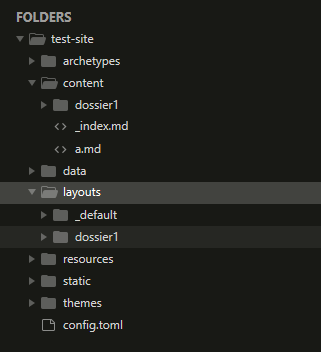 FOLDERS
test-site
archetypes
content
dossier1
_index.md
a.md
data
layouts
_default
dossier1
resources
static
themes
config.toml